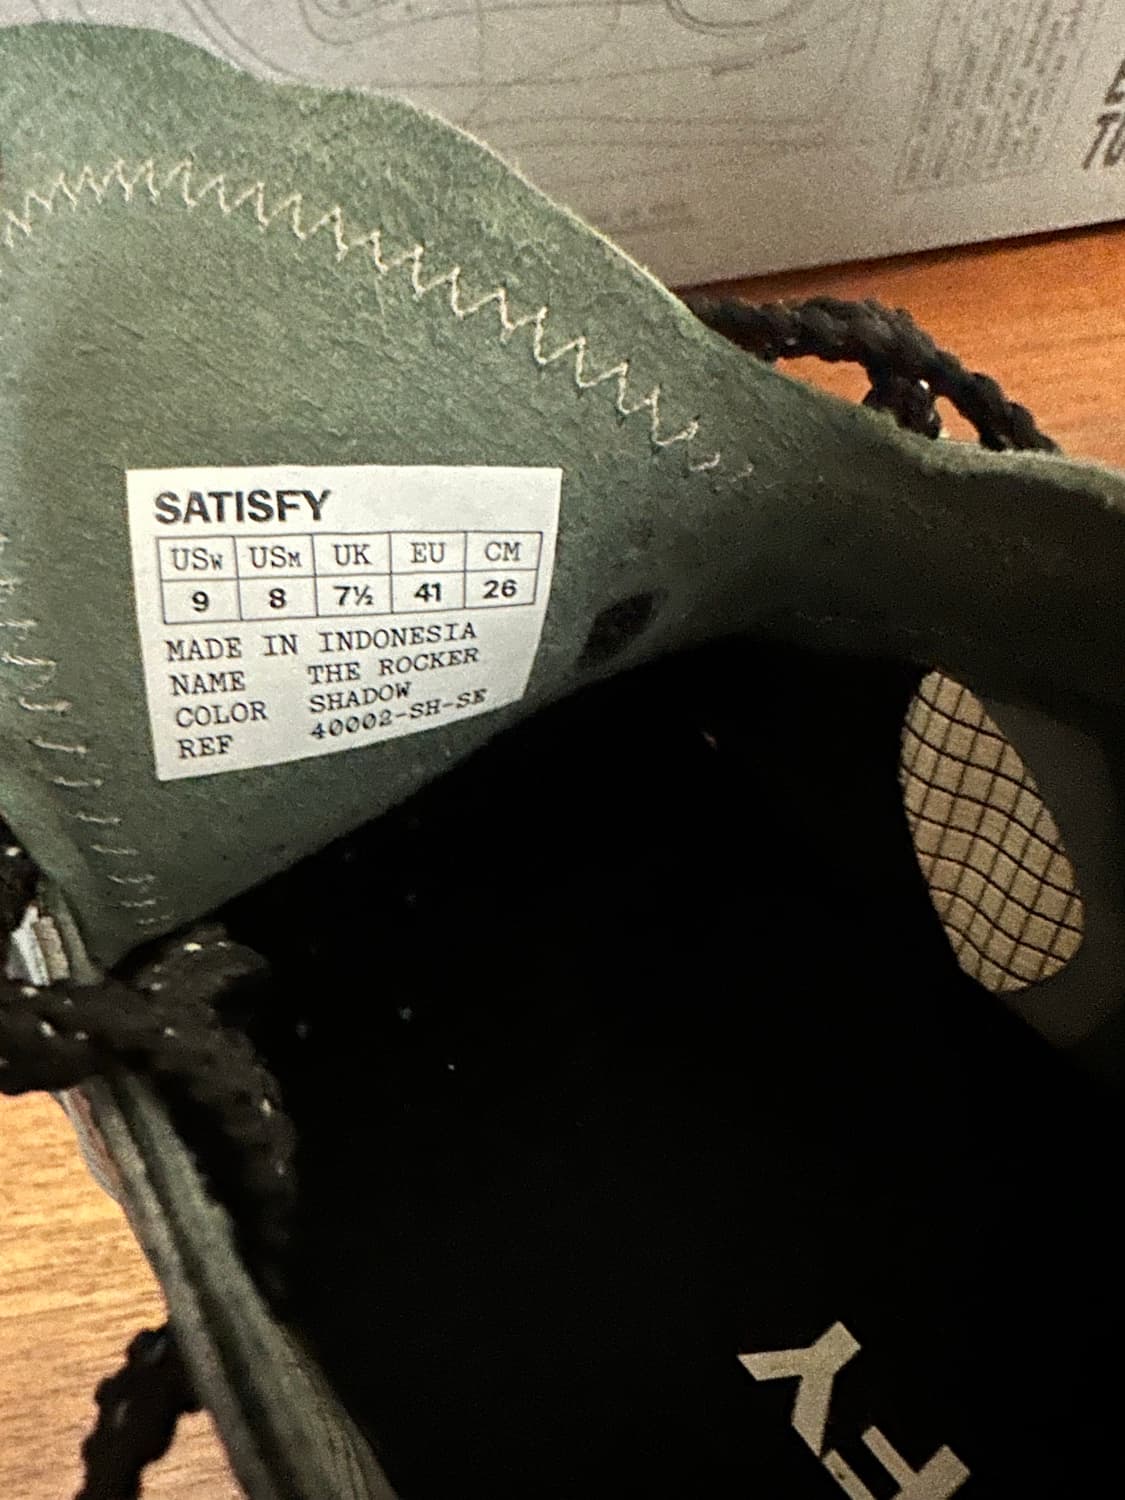 SATISFY
USW USM UK EU CM
9 8 7½ 41 26
MADE IN INDONESIA
NAME THE ROCKER
COLOR SHADOW
REF 40002-SH-SE